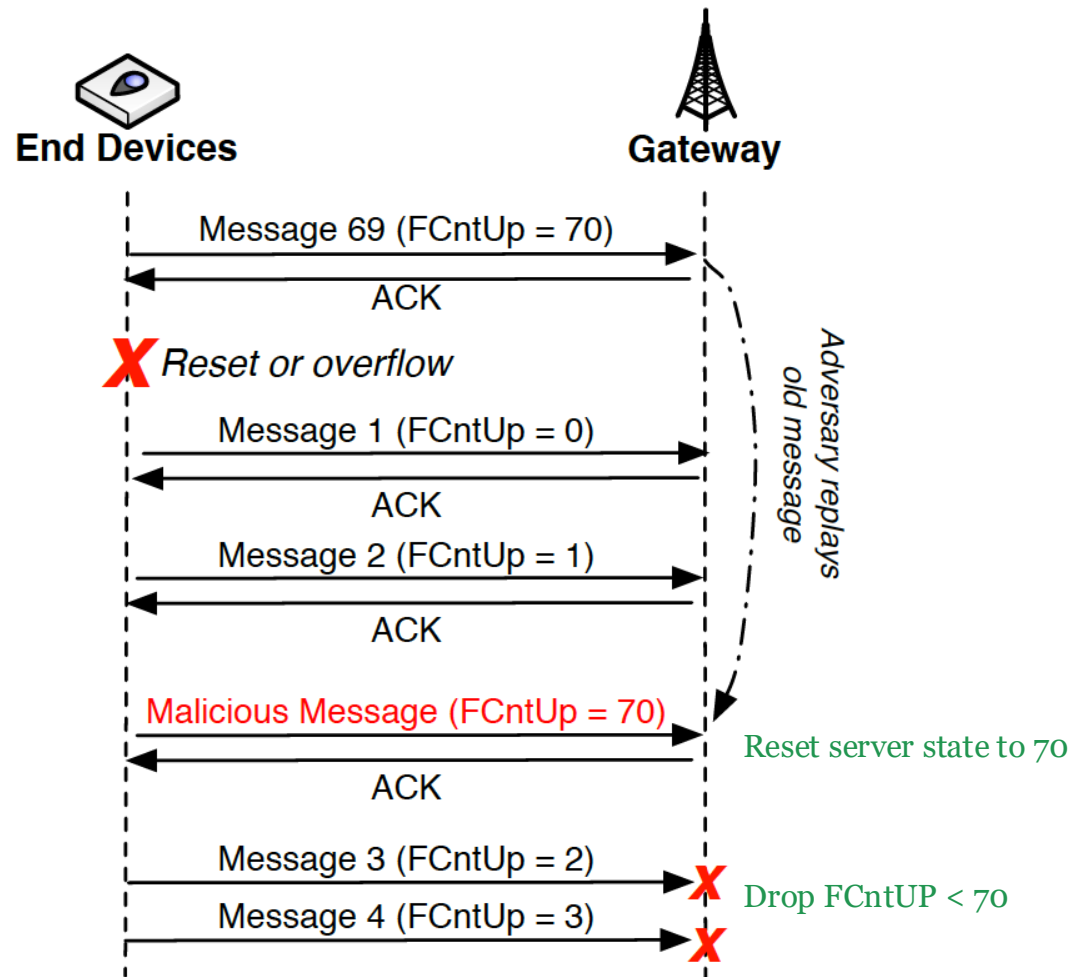 End Devices
Gateway
Message 69 (FCntUp = 70)
ACK
X Reset or overflow
Adversary replays
old message
Message 1 (FCntUp = 0)
ACK
Message 2 (FCntUp = 1)
ACK
Malicious Message (FCntUp = 70)
Reset server state to 70
ACK
Message 3 (FCntUp = 2)
X
Drop FCntUP < 70
Message 4 (FCntUp = 3)
X